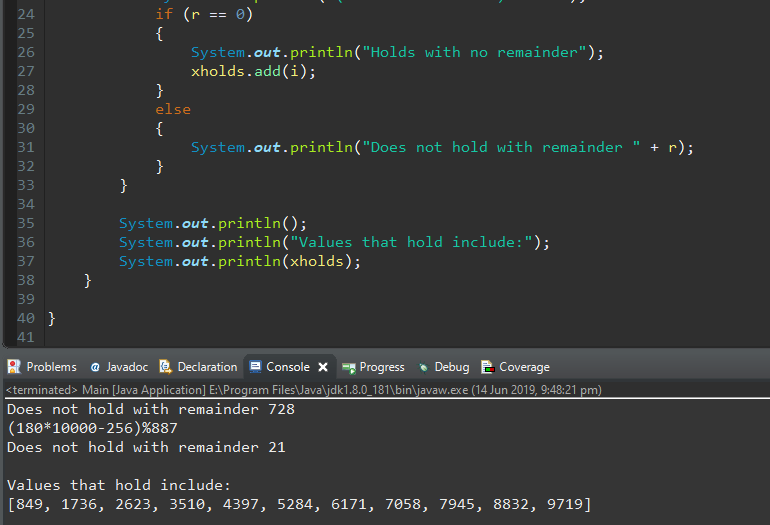 24 if (r == 0)
25 {
26 System.out.println("Holds with no remainder");
27 xholds.add(i);
28 }
29 else
30 {
31 System.out.println("Does not hold with remainder " + r);
32 }
33 }
34
35 System.out.println();
36 System.out.println("Values that hold include:");
37 System.out.println(xholds);
38 }
39
40 }
41
Problems @ Javadoc Declaration Console Progress Debug Coverage
<terminated> Main [Java Application] E:\Program Files\Java\jdk1.8.0_181\bin\javaw.exe (14 Jun 2019, 9:48:21 pm)
Does not hold with remainder 728
(180*10000-256)%887
Does not hold with remainder 21
Values that hold include:
[849, 1736, 2623, 3510, 4397, 5284, 6171, 7058, 7945, 8832, 9719]